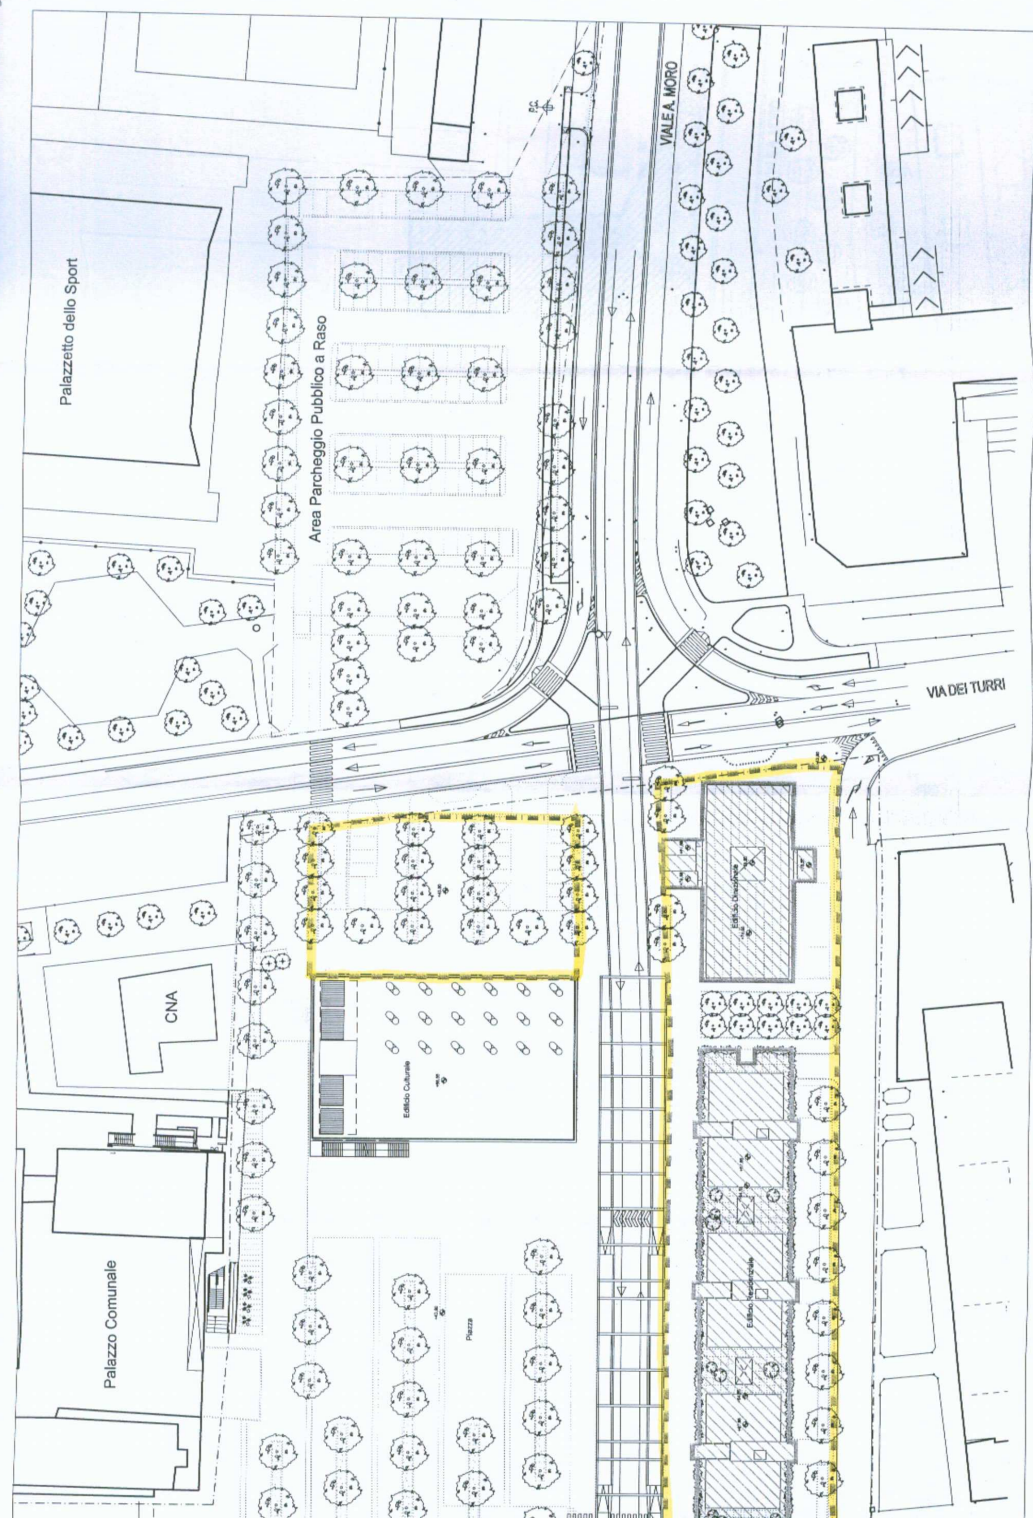 P.C.
VIALE A. MORO
Palazzetto dello Sport
Area Parcheggio Pubblico a Raso
VIA DEI TURRI
Edificio Direzionale
CNA
Edificio Culturale
Palazzo Comunale
Piazza
Edificio Residenziale